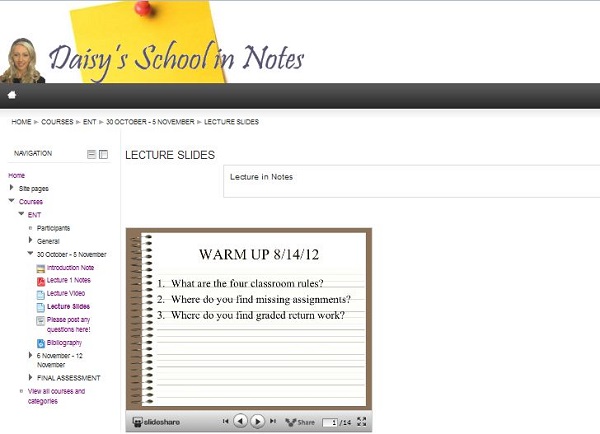 Daisy's School in Notes
HOME ► COURSES ► ENT ► 30 OCTOBER - 5 NOVEMBER ► LECTURE SLIDES
NAVIGATION
Home
Site pages
Courses
ENT
Participants
General
30 October - 5 November
Introduction Note
Lecture 1 Notes
Lecture Video
Lecture Slides
Please post any
questions here!
Bibliography
6 November - 12
November
FINAL ASSESSMENT
View all courses and
categories
LECTURE SLIDES
Lecture in Notes
WARM UP 8/14/12
1. What are the four classroom rules?
2. Where do you find missing assignments?
3. Where do you find graded return work?
slideshare
Share
1 /14